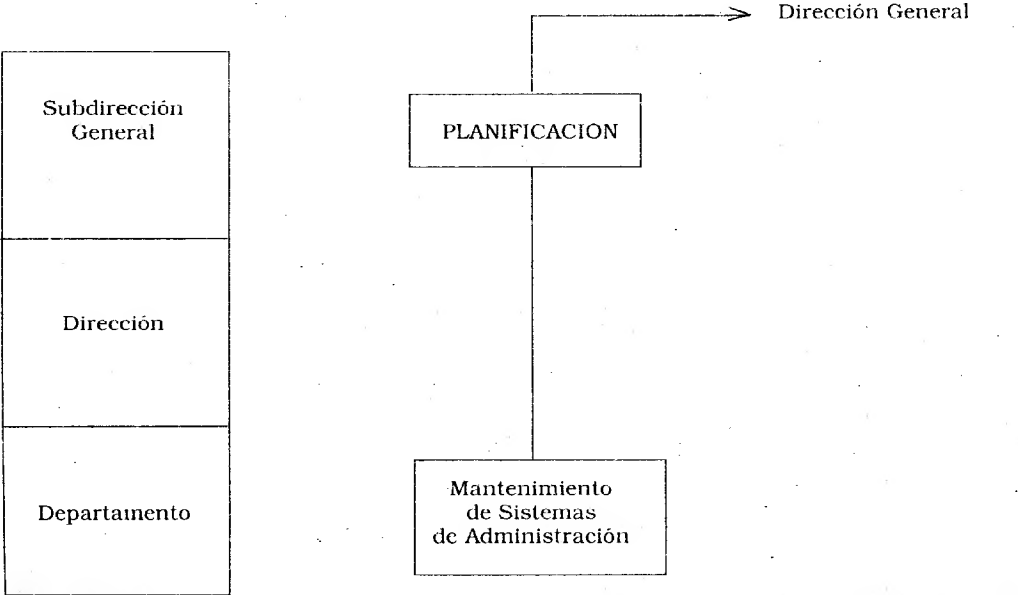 Dirección General
Subdirección
General
PLANIFICACION
Dirección
Departamento
Mantenimiento
de Sistemas
de Administración